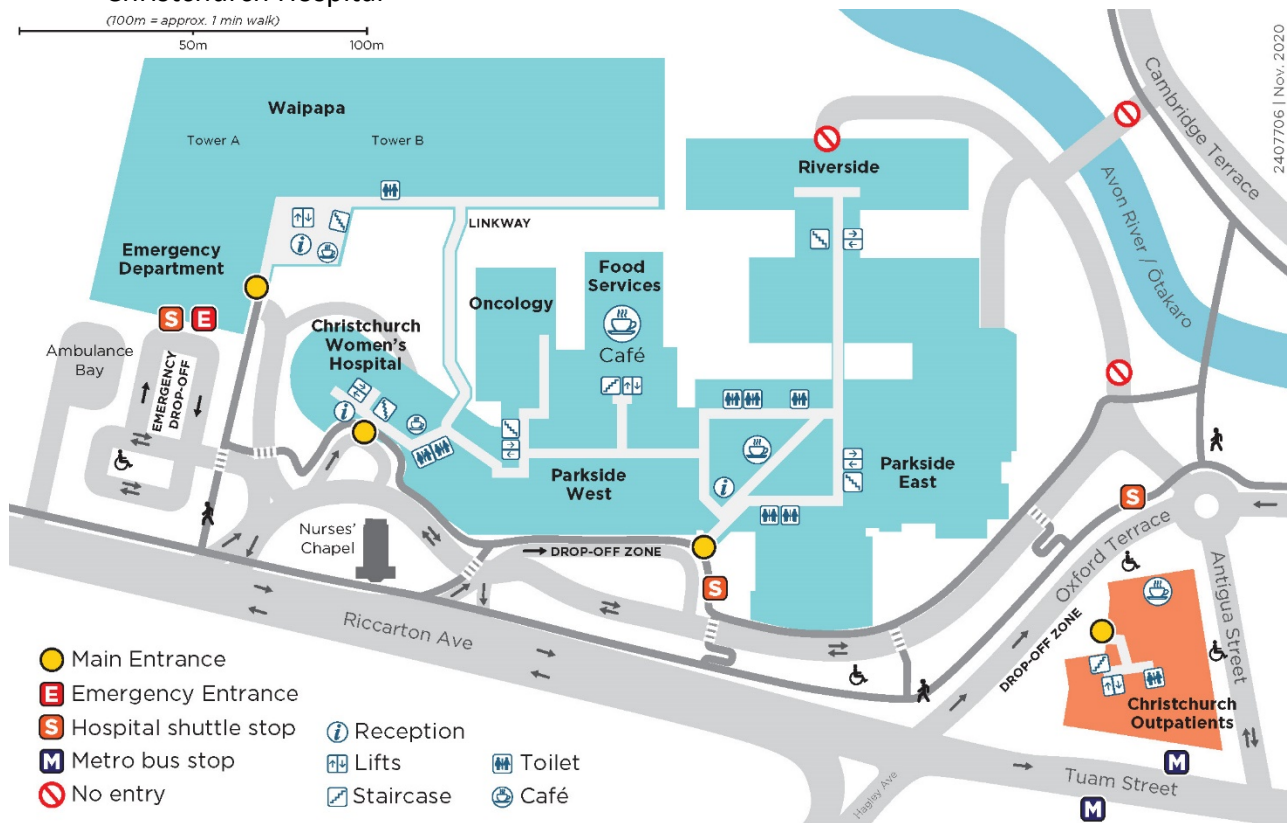 Christchurch Hospital
(100m = approx. 1 min walk)
50m
100m
2407706 | Nov. 2020
Waipapa
Tower A
Tower B
LINKWAY
Emergency
Department
S
E
Ambulance
Bay
EMERGENCY
DROP-OFF
Christchurch
Women's
Hospital
Oncology
Food
Services
Café
Riverside
Cambridge Terrace
Avon River / Ōtakaro
Parkside
West
Parkside
East
Nurses'
Chapel
DROP-OFF ZONE
S
S
Oxford Terrace
Antigua Street
DROP-OFF ZONE
Christchurch
Outpatients
Riccarton Ave
Hagley Ave
Tuam Street
M
M
Main Entrance
E Emergency Entrance
S Hospital shuttle stop
M Metro bus stop
No entry
i Reception
Lifts
Staircase
Toilet
Café